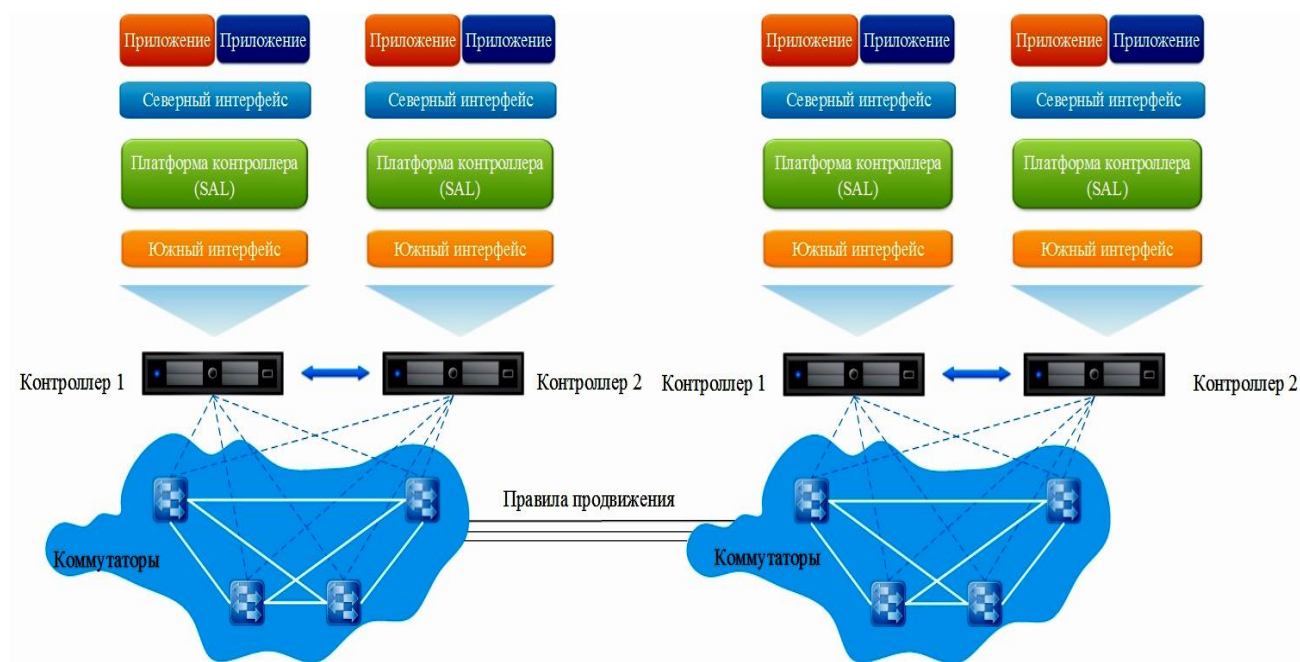 Приложение Приложение Приложение Приложение Приложение Приложение Приложение Приложение
Северный интерфейс Северный интерфейс Северный интерфейс Северный интерфейс
Платформа контроллера Платформа контроллера Платформа контроллера Платформа контроллера
(SAL) (SAL) (SAL) (SAL)
Южный интерфейс Южный интерфейс Южный интерфейс Южный интерфейс
Контроллер 1 Контроллер 2 Контроллер 1 Контроллер 2
Правила продвижения
Коммутаторы Коммутаторы